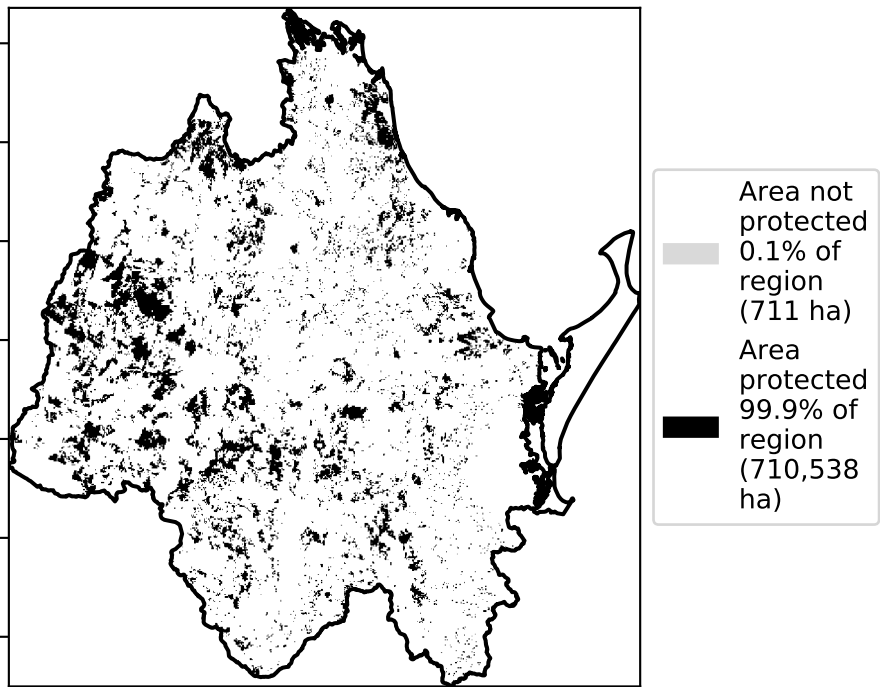 Area not
protected
0.1% of
region
(711 ha)
Area
protected
99.9% of
region
(710,538
ha)